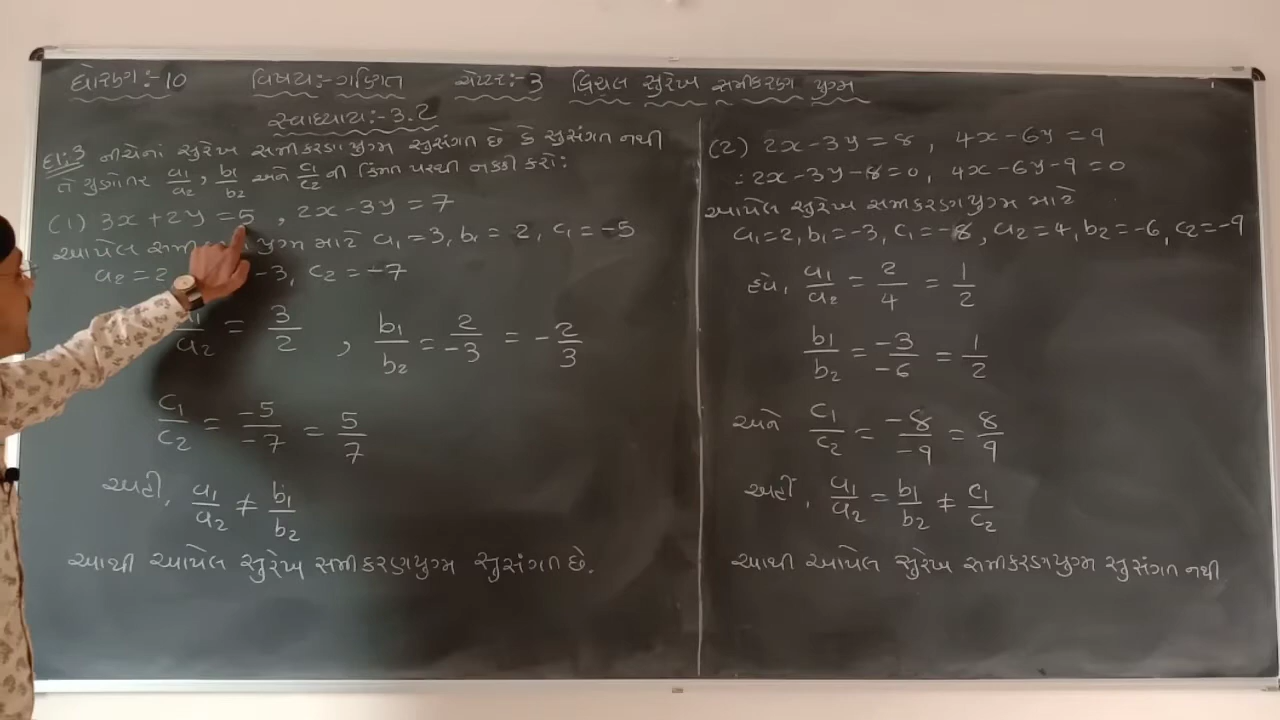 ધોરણ:-10 વિષય:-ગણિત ચેપ્ટર:-3 દ્વિચલ સુરેખ સમીકરણ યુગ્મ
સ્વાધ્યાય:-3.2
દા:3 નીચેનાં સુરેખ સમીકરણયુગ્મ સુસંગત છે કે સુસંગત નથી
તે ગુણોત્તર a₁/a₂, b₁/b₂ અને c₁/c₂ ની કિંમત પરથી નક્કી કરો:
(1) 3x+2y=5, 2x-3y=7
આપેલ યુગ્મ માટે a₁=3, b₁=2, c₁=-5
a₂=2 -3, c₂=-7
a₁/a₂ = 3/2, b₁/b₂ = 2/-3 = -2/3
c₁/c₂ = -5/-7 = 5/7
અહી, a₁/a₂ ≠ b₁/b₂
આથી આપેલ સુરેખ સમીકરણયુગ્મ સુસંગત છે.
(2) 2x-3y=8, 4x-6y=9
∴2x-3y-8=0, 4x-6y-9=0
આપેલ સુરેખ સમીકરણયુગ્મ માટે
a₁=2, b₁=-3, c₁=-8, a₂=4, b₂=-6, c₂=-9
હવે, a₁/a₂ = 2/4 = 1/2
b₁/b₂ = -3/-6 = 1/2
અને c₁/c₂ = -8/-9 = 8/9
અહીં, a₁/a₂ = b₁/b₂ ≠ c₁/c₂
આથી આપેલ સુરેખ સમીકરણયુગ્મ સુસંગત નથી